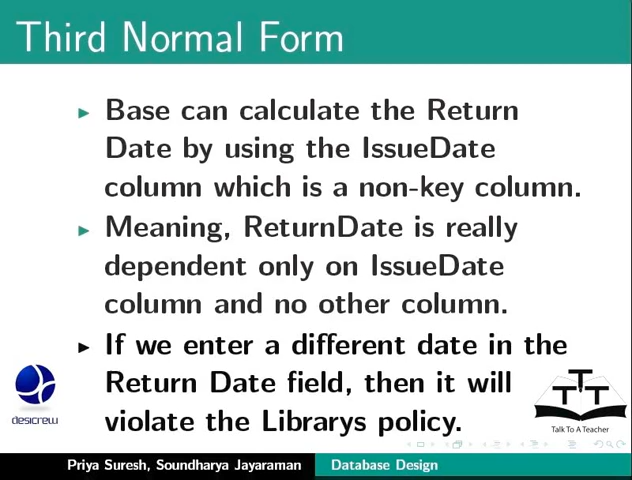 Third Normal Form
Base can calculate the Return
Date by using the IssueDate
column which is a non-key column.
Meaning, ReturnDate is really
dependent only on IssueDate
column and no other column.
If we enter a different date in the
Return Date field, then it will
violate the Librarys policy.
desicrew
TTT
Talk To A Teacher
Priya Suresh, Soundharya Jayaraman
Database Design